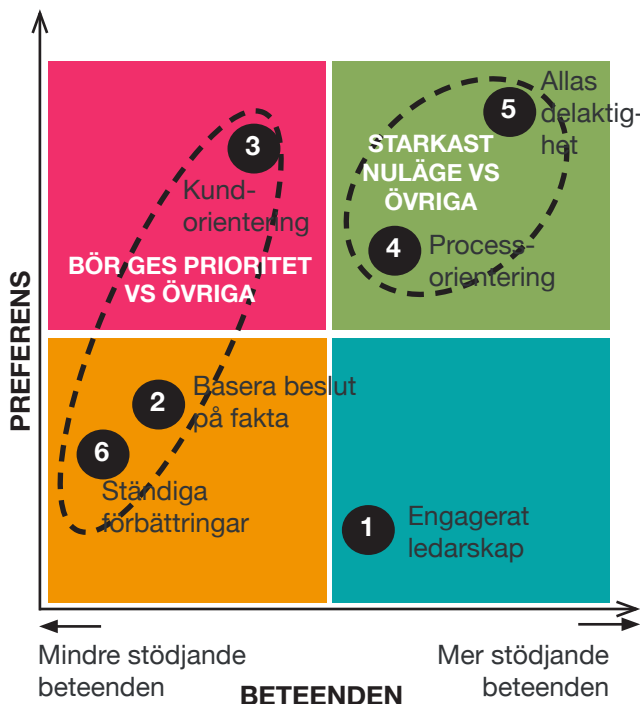 PREFERENS
5
Allas
delaktig-
het
3
Kund-
orientering
STARKAST
NULÄGE VS
ÖVRIGA
4
Process-
orientering
BÖR GES PRIORITET
VS ÖVRIGA
2
Basera beslut
på fakta
6
Ständiga
förbättringar
1
Engagerat
ledarskap
Mindre stödjande
beteenden
BETEENDEN
Mer stödjande
beteenden